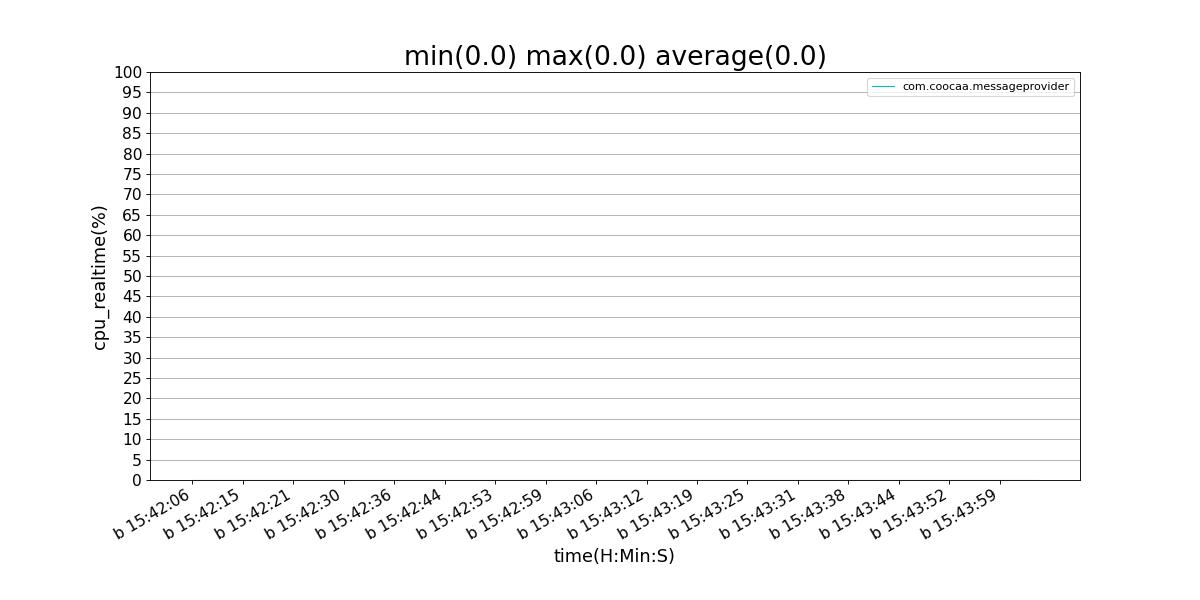 min(0.0) max(0.0) average(0.0)
com.coocaa.messageprovider
cpu_realtime(%)
100
95
90
85
80
75
70
65
60
55
50
45
40
35
30
25
20
15
10
5
0
b 15:42:06
b 15:42:15
b 15:42:21
b 15:42:30
b 15:42:36
b 15:42:44
b 15:42:53
b 15:42:59
b 15:43:06
b 15:43:12
b 15:43:19
b 15:43:25
b 15:43:31
b 15:43:38
b 15:43:44
b 15:43:52
b 15:43:59
time(H:Min:S)